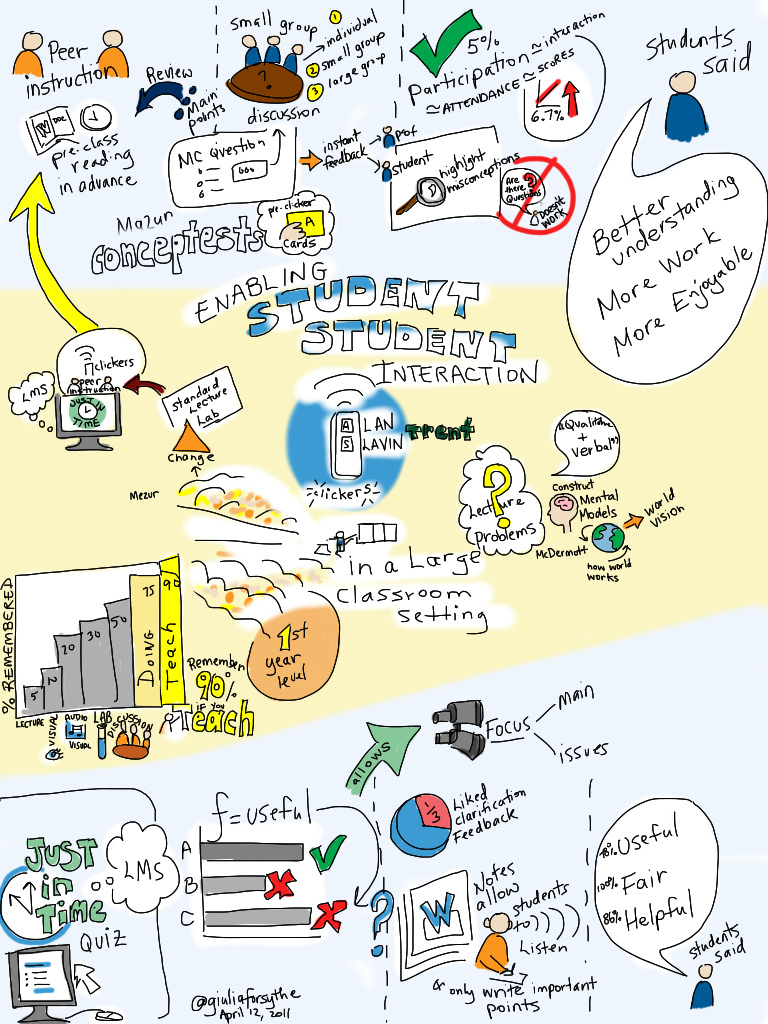 Peer
instruction
Review
Main
points
DOC
pre-class
reading
in advance
small group
1 individual
2 small group
3 large group
?
discussion
MC Question
instant
feedback
prof
student
Mazur
conceptests
pre-clicker
A
cards
5%
Participation ≈ interaction
≈ ATTENDANCE ≈ SCORES
6.7%
highlight
misconceptions
Are
there ?
Questions
Doesn't
work
students
said
Better
understanding
More Work
More Enjoyable
ENABLING
STUDENT
STUDENT
INTERACTION
A
S
LAN
LAVIN
trent
clickers
in a Large
Classroom
setting
clickers
peer
instruction
LMS
JUST IN
TIME
Standard
Lecture
Lab
change
Mezur
?
Lecture
Problems
"Qualitative
+
verbal"
construct
Mental
Models
McDermott
how world
works
world
vision
% REMEMBERED
5
20
30
50
75
DOING
90
Teach
LECTURE
VISUAL
AUDIO
VISUAL
LAB
DISCUSSION
1st
year
level
Remember
90%
IF YOU
Teach
allows
Focus
main
issues
JUST
in
TIME
QUIZ
LMS
f=useful
A
B
C
?
1/3
Liked
clarification
Feedback
W
Notes
allow
students
to
Listen
& only write important
points
Useful
100% Fair
86% Helpful
students
said
@giuliaforsythe
April 12, 2011